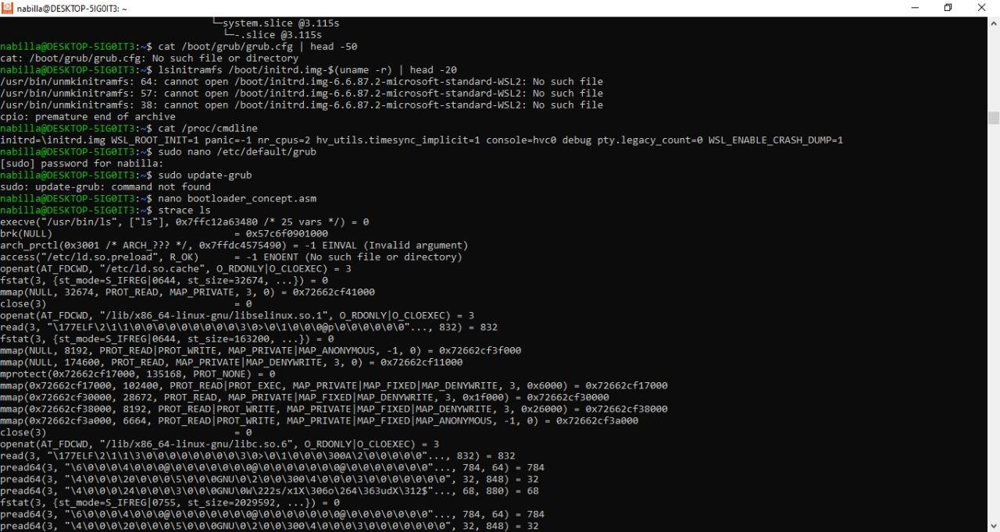 nabilla@DESKTOP-5IG0IT3: ~
└─system.slice @3.115s
└─-.slice @3.115s
nabilla@DESKTOP-5IG0IT3:~$ cat /boot/grub/grub.cfg | head -50
cat: /boot/grub/grub.cfg: No such file or directory
nabilla@DESKTOP-5IG0IT3:~$ lsinitramfs /boot/initrd.img-$(uname -r) | head -20
/usr/bin/unmkinitramfs: 64: cannot open /boot/initrd.img-6.6.87.2-microsoft-standard-WSL2: No such file
/usr/bin/unmkinitramfs: 57: cannot open /boot/initrd.img-6.6.87.2-microsoft-standard-WSL2: No such file
/usr/bin/unmkinitramfs: 38: cannot open /boot/initrd.img-6.6.87.2-microsoft-standard-WSL2: No such file
cpio: premature end of archive
nabilla@DESKTOP-5IG0IT3:~$ cat /proc/cmdline
initrd=\initrd.img WSL_ROOT_INIT=1 panic=-1 nr_cpus=2 hv_utils.timesync_implicit=1 console=hvc0 debug pty.legacy_count=0 WSL_ENABLE_CRASH_DUMP=1
nabilla@DESKTOP-5IG0IT3:~$ sudo nano /etc/default/grub
[sudo] password for nabilla:
nabilla@DESKTOP-5IG0IT3:~$ sudo update-grub
sudo: update-grub: command not found
nabilla@DESKTOP-5IG0IT3:~$ nano bootloader_concept.asm
nabilla@DESKTOP-5IG0IT3:~$ strace ls
execve("/usr/bin/ls", ["ls"], 0x7ffc12a63480 /* 25 vars */) = 0
brk(NULL)                               = 0x57c6f0901000
arch_prctl(0x3001 /* ARCH_??? */, 0x7ffdc4575490) = -1 EINVAL (Invalid argument)
access("/etc/ld.so.preload", R_OK)      = -1 ENOENT (No such file or directory)
openat(AT_FDCWD, "/etc/ld.so.cache", O_RDONLY|O_CLOEXEC) = 3
fstat(3, {st_mode=S_IFREG|0644, st_size=32674, ...}) = 0
mmap(NULL, 32674, PROT_READ, MAP_PRIVATE, 3, 0) = 0x72662cf41000
close(3)                                = 0
openat(AT_FDCWD, "/lib/x86_64-linux-gnu/libselinux.so.1", O_RDONLY|O_CLOEXEC) = 3
read(3, "\177ELF\2\1\1\0\0\0\0\0\0\0\0\0\3\0>\0\1\0\0\0@p\0\0\0\0\0\0"..., 832) = 832
fstat(3, {st_mode=S_IFREG|0644, st_size=163200, ...}) = 0
mmap(NULL, 8192, PROT_READ|PROT_WRITE, MAP_PRIVATE|MAP_ANONYMOUS, -1, 0) = 0x72662cf3f000
mmap(NULL, 174600, PROT_READ, MAP_PRIVATE|MAP_DENYWRITE, 3, 0) = 0x72662cf11000
mprotect(0x72662cf17000, 135168, PROT_NONE) = 0
mmap(0x72662cf17000, 102400, PROT_READ|PROT_EXEC, MAP_PRIVATE|MAP_FIXED|MAP_DENYWRITE, 3, 0x6000) = 0x72662cf17000
mmap(0x72662cf30000, 28672, PROT_READ, MAP_PRIVATE|MAP_FIXED|MAP_DENYWRITE, 3, 0x1f000) = 0x72662cf30000
mmap(0x72662cf38000, 8192, PROT_READ|PROT_WRITE, MAP_PRIVATE|MAP_FIXED|MAP_DENYWRITE, 3, 0x26000) = 0x72662cf38000
mmap(0x72662cf3a000, 6664, PROT_READ|PROT_WRITE, MAP_PRIVATE|MAP_FIXED|MAP_ANONYMOUS, -1, 0) = 0x72662cf3a000
close(3)                                = 0
openat(AT_FDCWD, "/lib/x86_64-linux-gnu/libc.so.6", O_RDONLY|O_CLOEXEC) = 3
read(3, "\177ELF\2\1\1\3\0\0\0\0\0\0\0\0\3\0>\0\1\0\0\0\300A\2\0\0\0\0\0"..., 832) = 832
pread64(3, "\6\0\0\0\4\0\0\0@\0\0\0\0\0\0\0@\0\0\0\0\0\0\0@\0\0\0\0\0\0\0"..., 784, 64) = 784
pread64(3, "\4\0\0\0\20\0\0\0\5\0\0\0GNU\0\2\0\0\300\4\0\0\0\3\0\0\0\0\0\0\0", 32, 848) = 32
pread64(3, "\4\0\0\0\24\0\0\0\3\0\0\0GNU\0W\222s/x1X\306o\264\363udX\312$"..., 68, 880) = 68
fstat(3, {st_mode=S_IFREG|0755, st_size=2029592, ...}) = 0
pread64(3, "\6\0\0\0\4\0\0\0@\0\0\0\0\0\0\0@\0\0\0\0\0\0\0@\0\0\0\0\0\0\0"..., 784, 64) = 784
pread64(3, "\4\0\0\0\20\0\0\0\5\0\0\0GNU\0\2\0\0\300\4\0\0\0\3\0\0\0\0\0\0\0", 32, 848) = 32